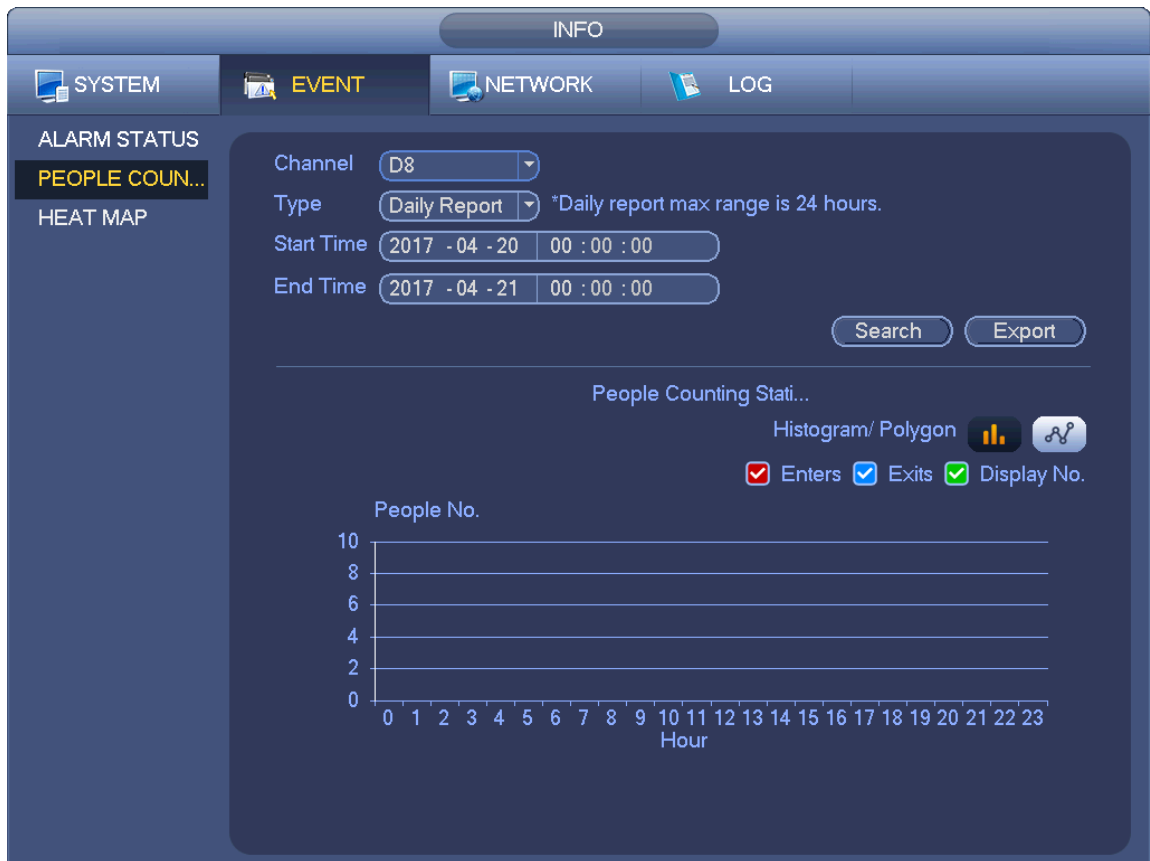 INFO
SYSTEM EVENT NETWORK LOG
ALARM STATUS
PEOPLE COUN...
HEAT MAP
Channel D8
Type Daily Report *Daily report max range is 24 hours.
Start Time 2017 - 04 - 20 00 : 00 : 00
End Time 2017 - 04 - 21 00 : 00 : 00
Search Export
People Counting Stati...
Histogram/ Polygon
Enters Exits Display No.
People No.
10
8
6
4
2
0
0 1 2 3 4 5 6 7 8 9 10 11 12 13 14 15 16 17 18 19 20 21 22 23
Hour